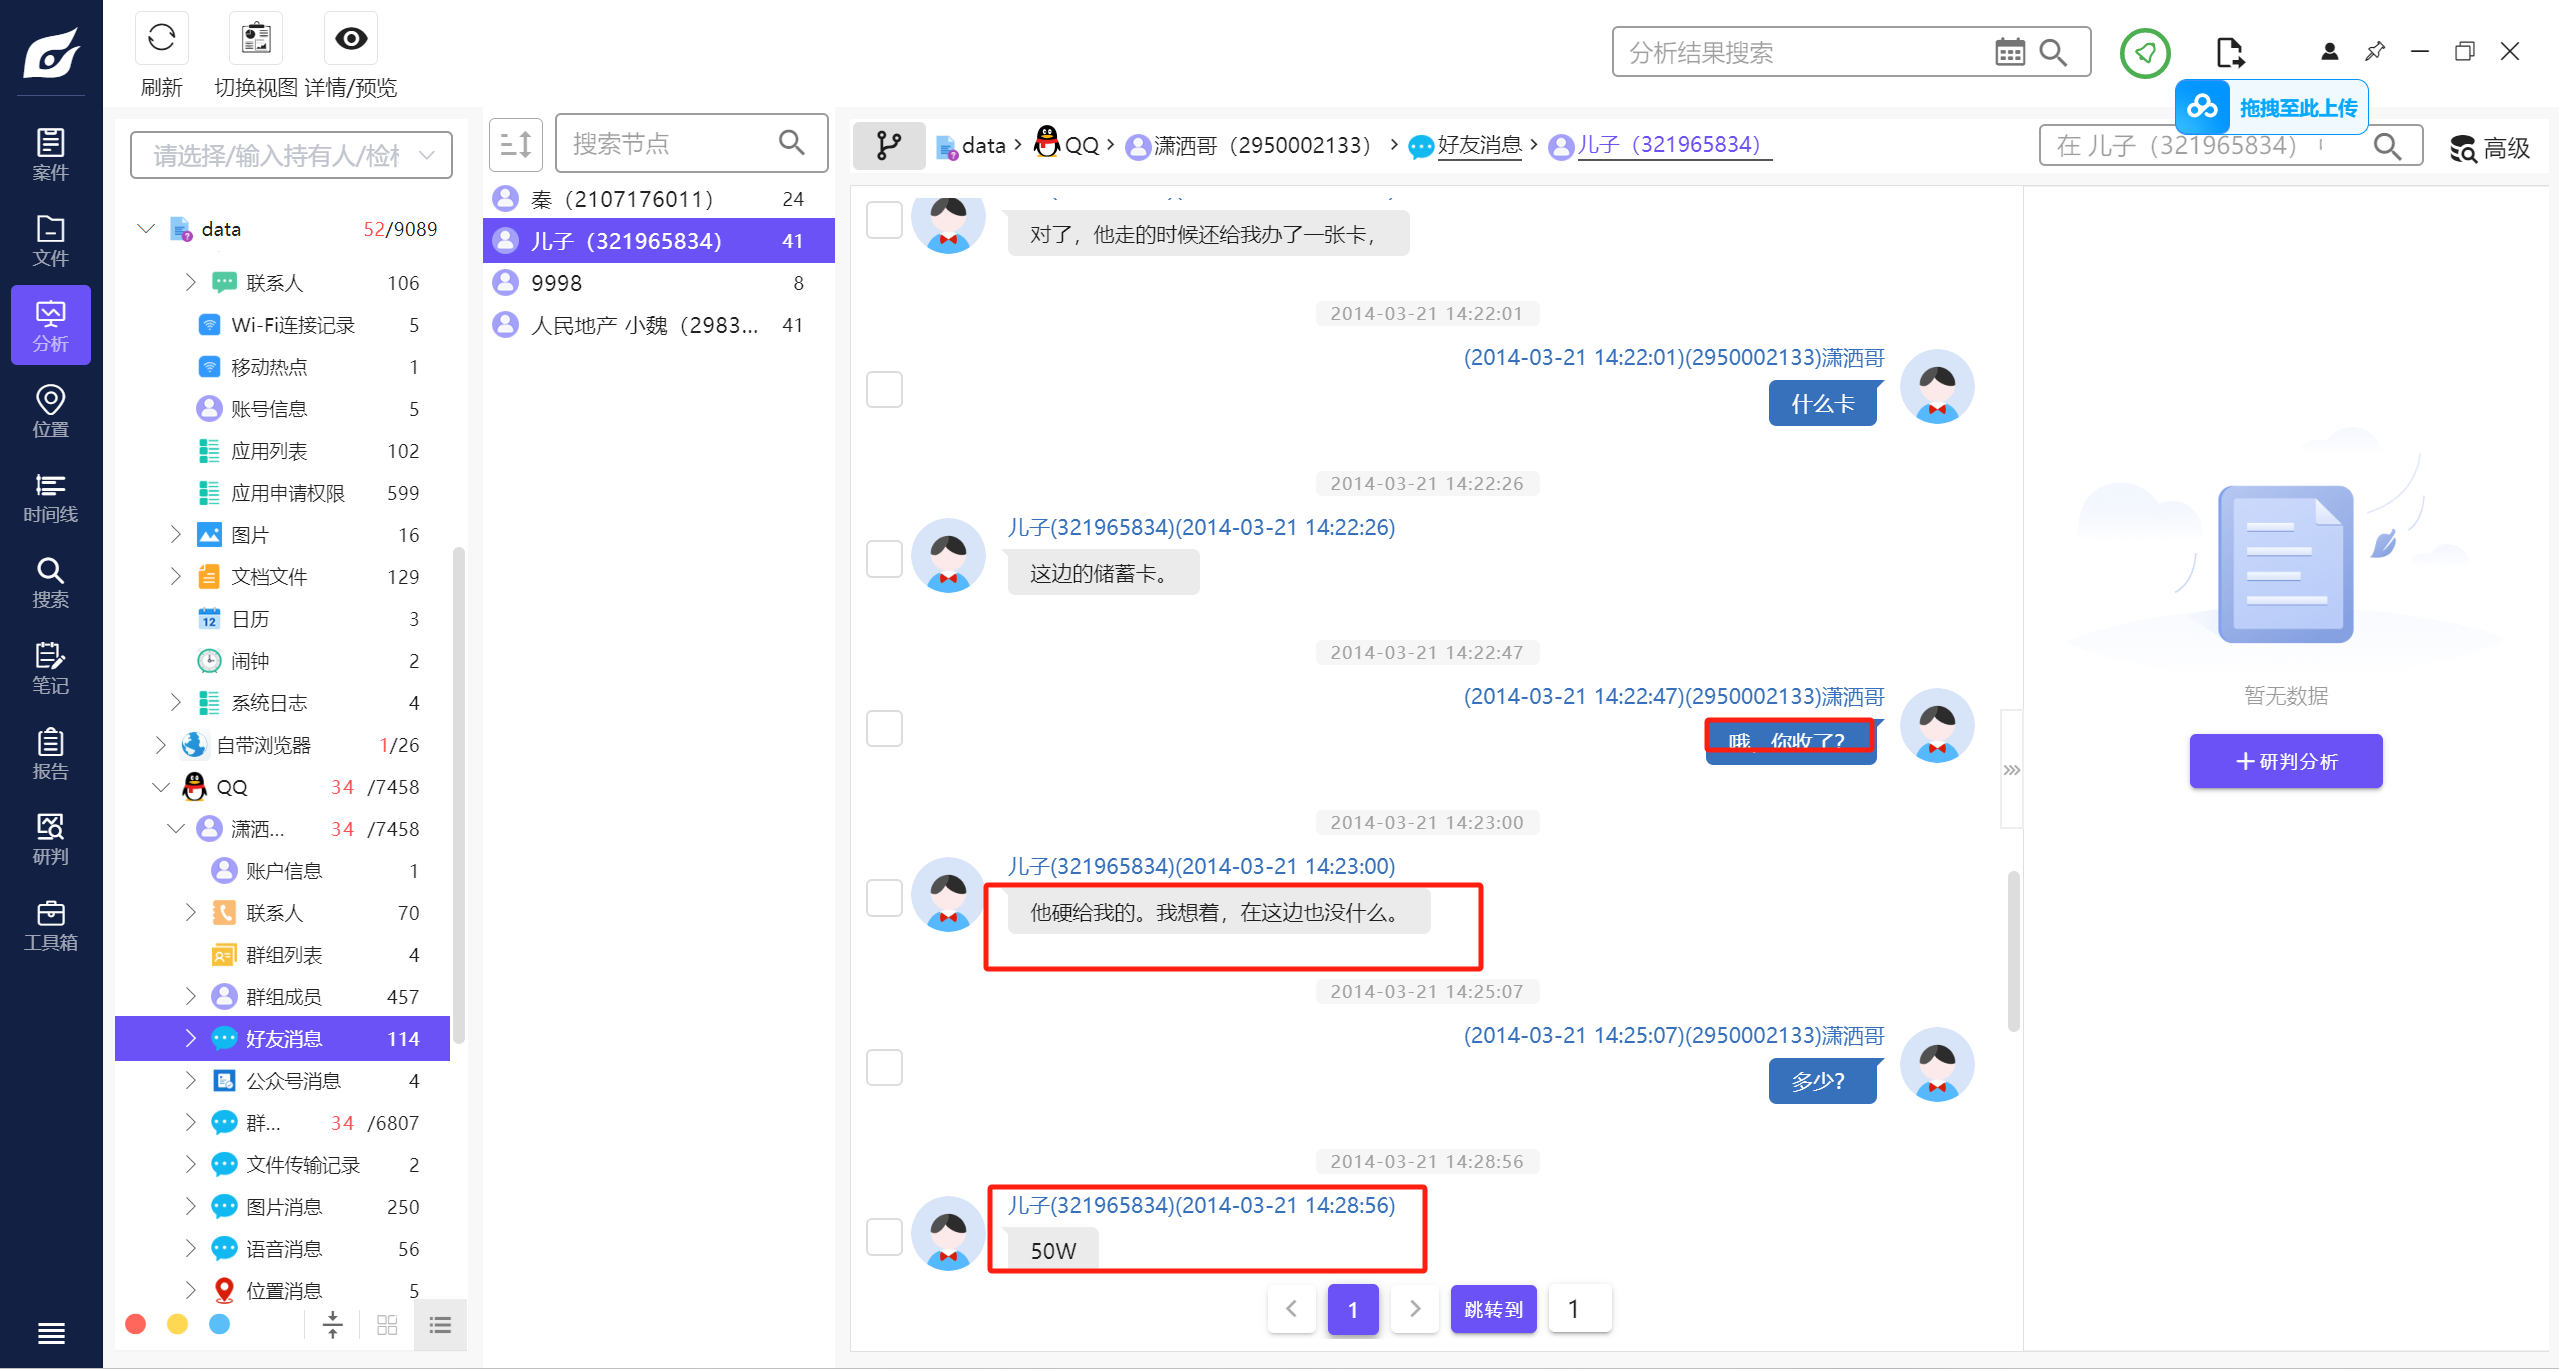 刷新
切换视图
详情/预览
分析结果搜索
拖拽至此上传
案件
文件
分析
位置
时间线
搜索
笔记
报告
研判
工具箱
请选择/输入持有人/检材
data 52/9089
联系人 106
Wi-Fi连接记录 5
移动热点 1
账号信息 5
应用列表 102
应用申请权限 599
图片 16
文档文件 129
日历 3
闹钟 2
系统日志 4
自带浏览器 1/26
QQ 34 /7458
潇洒... 34 /7458
账户信息 1
联系人 70
群组列表 4
群组成员 457
好友消息 114
公众号消息 4
群... 34 /6807
文件传输记录 2
图片消息 250
语音消息 56
位置消息 5
搜索节点
秦（2107176011） 24
儿子（321965834） 41
9998 8
人民地产 小魏（2983... 41
data › QQ › 潇洒哥（2950002133） › 好友消息 › 儿子（321965834）
在 儿子（321965834）
高级
对了，他走的时候还给我办了一张卡，
2014-03-21 14:22:01
(2014-03-21 14:22:01)(2950002133)潇洒哥
什么卡
2014-03-21 14:22:26
儿子(321965834)(2014-03-21 14:22:26)
这边的储蓄卡。
2014-03-21 14:22:47
(2014-03-21 14:22:47)(2950002133)潇洒哥
哦，你收了？
2014-03-21 14:23:00
儿子(321965834)(2014-03-21 14:23:00)
他硬给我的。我想着，在这边也没什么。
2014-03-21 14:25:07
(2014-03-21 14:25:07)(2950002133)潇洒哥
多少？
2014-03-21 14:28:56
儿子(321965834)(2014-03-21 14:28:56)
50W
1
跳转到
1
暂无数据
+研判分析